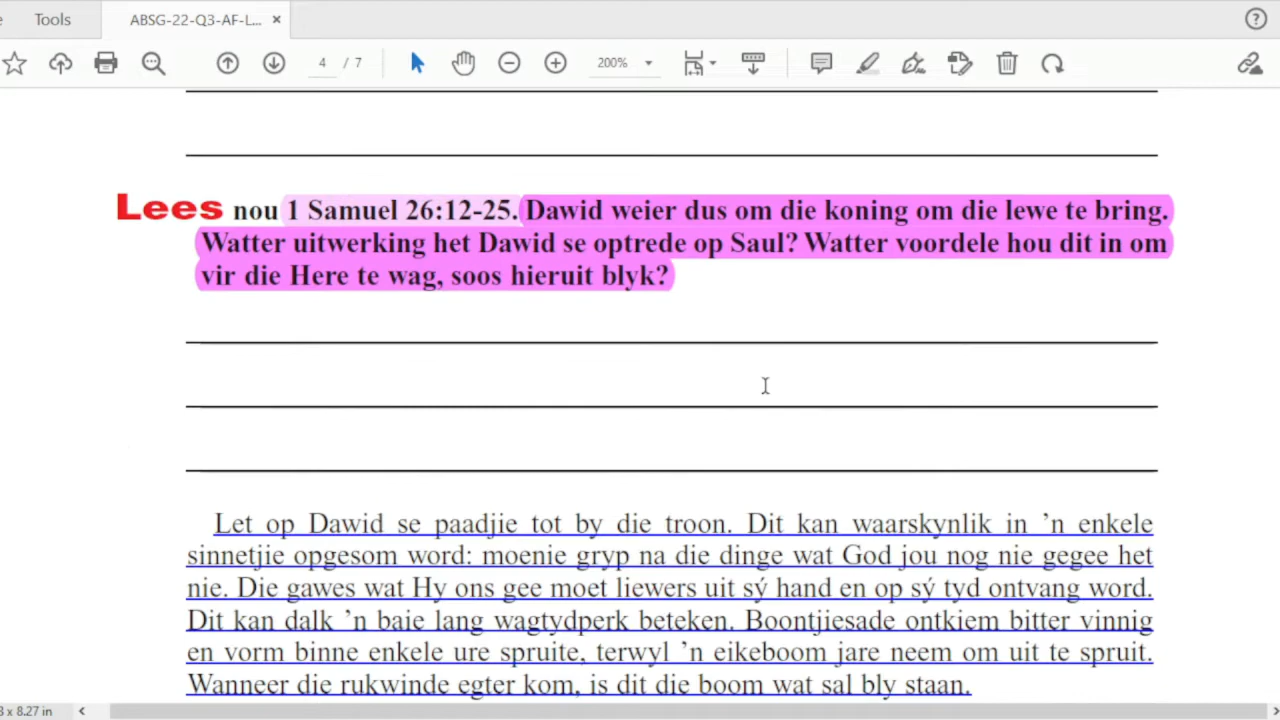 Tools
ABSG-22-Q3-AF-L...
4 / 7
200%
Lees nou 1 Samuel 26:12-25. Dawid weier dus om die koning om die lewe te bring.
Watter uitwerking het Dawid se optrede op Saul? Watter voordele hou dit in om
vir die Here te wag, soos hieruit blyk?
Let op Dawid se paadjie tot by die troon. Dit kan waarskynlik in ’n enkele
sinnetjie opgesom word: moenie gryp na die dinge wat God jou nog nie gegee het
nie. Die gawes wat Hy ons gee moet liewers uit sý hand en op sý tyd ontvang word.
Dit kan dalk ’n baie lang wagtydperk beteken. Boontjiesade ontkiem bitter vinnig
en vorm binne enkele ure spruite, terwyl ’n eikeboom jare neem om uit te spruit.
Wanneer die rukwinde egter kom, is dit die boom wat sal bly staan.
x 8.27 in